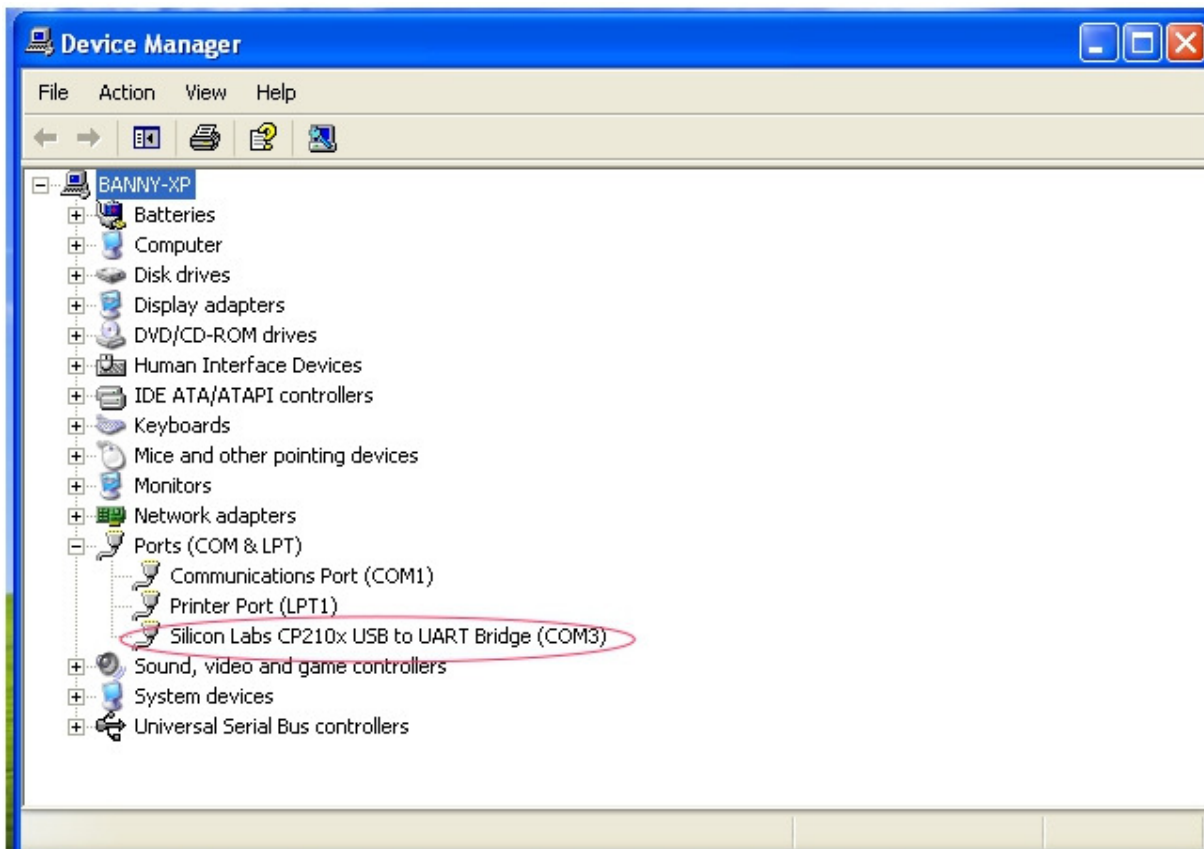 Device Manager
File Action View Help
BANNY-XP
Batteries
Computer
Disk drives
Display adapters
DVD/CD-ROM drives
Human Interface Devices
IDE ATA/ATAPI controllers
Keyboards
Mice and other pointing devices
Monitors
Network adapters
Ports (COM & LPT)
Communications Port (COM1)
Printer Port (LPT1)
Silicon Labs CP210x USB to UART Bridge (COM3)
Sound, video and game controllers
System devices
Universal Serial Bus controllers